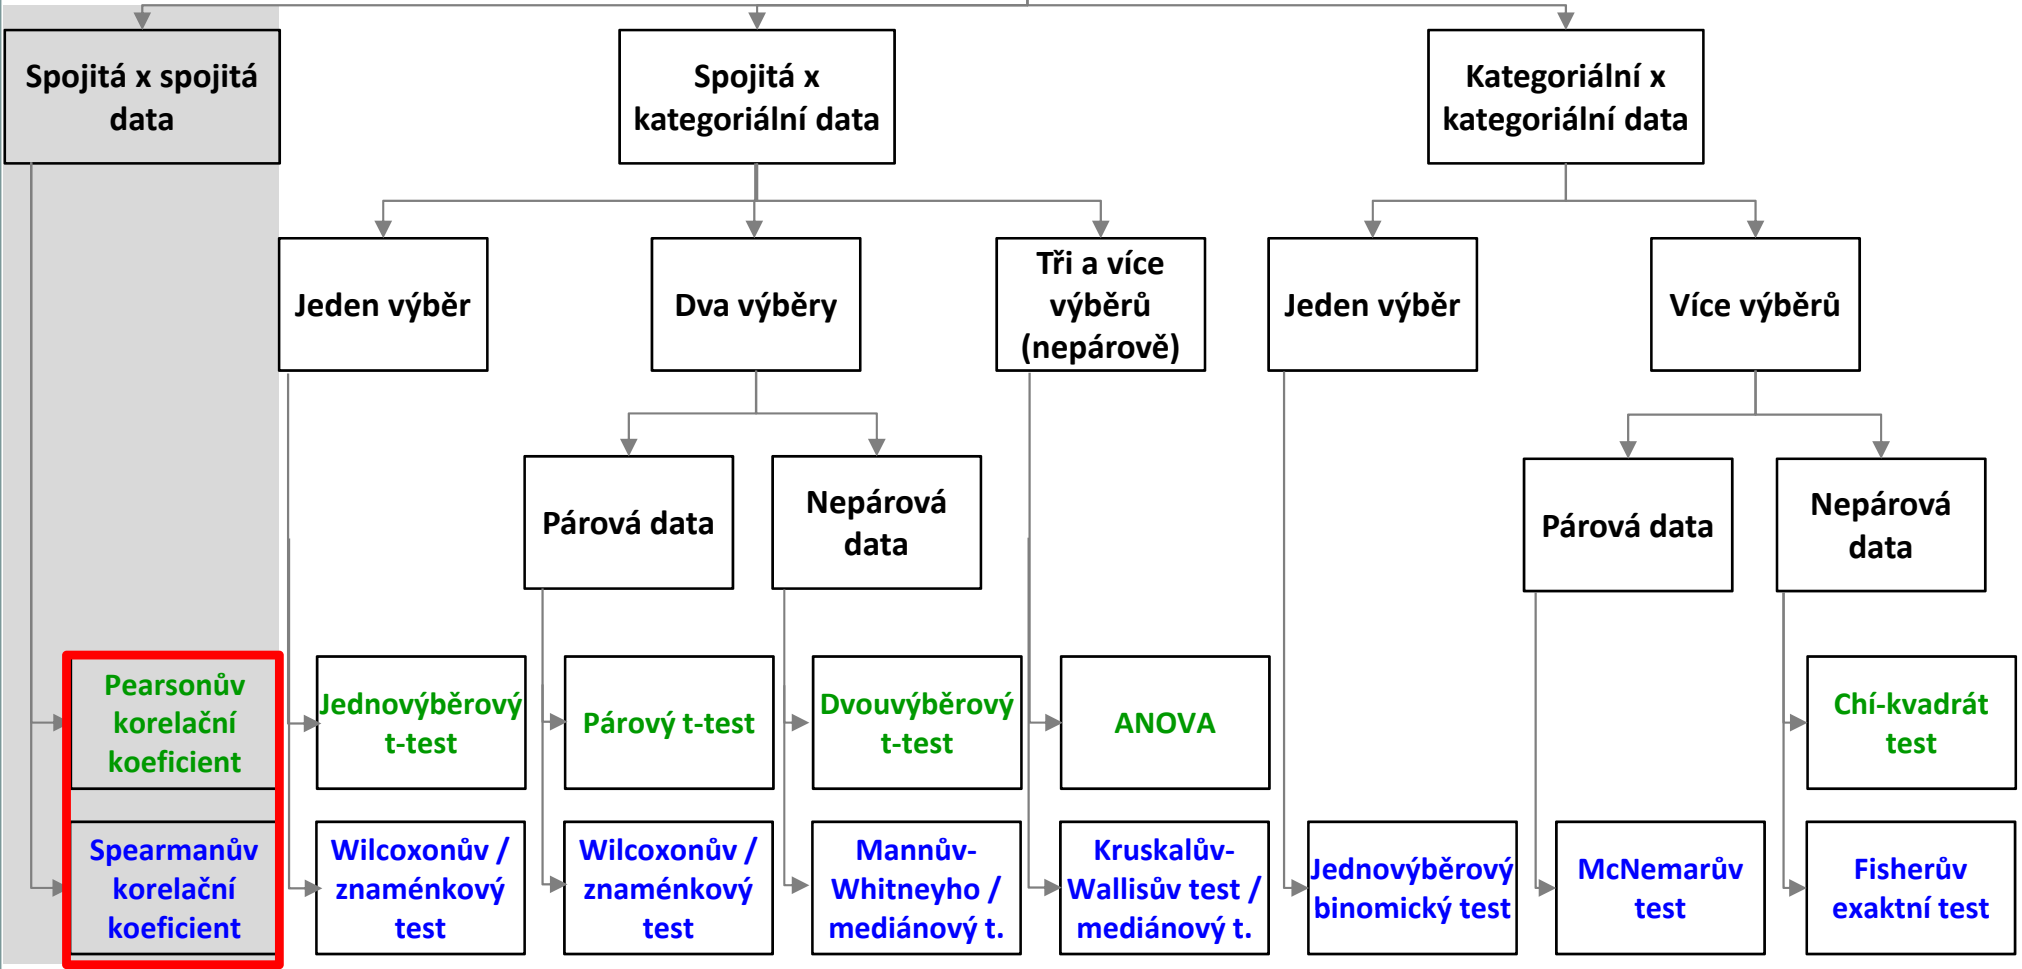 Spojitá x spojitá
data
Spojitá x
kategoriální data
Kategoriální x
kategoriální data
Jeden výběr
Dva výběry
Tři a více
výběrů
(nepárově)
Jeden výběr
Více výběrů
Párová data
Nepárová
data
Párová data
Nepárová
data
Pearsonův
korelační
koeficient
Jednovýběrový
t-test
Párový t-test
Dvouvýběrový
t-test
ANOVA
Chí-kvadrát
test
Spearmanův
korelační
koeficient
Wilcoxonův /
znaménkový
test
Wilcoxonův /
znaménkový
test
Mannův-
Whitneyho /
mediánový t.
Kruskalův-
Wallisův test /
mediánový t.
Jednovýběrový
binomický test
McNemarův
test
Fisherův
exaktní test